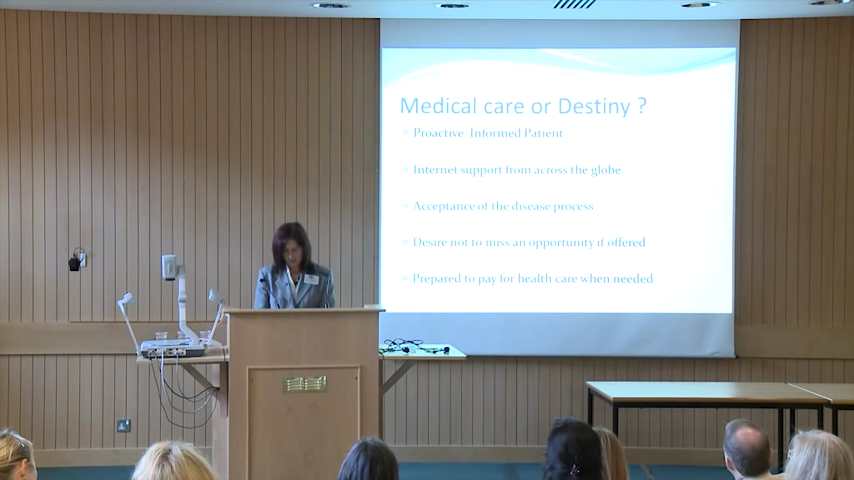 Medical care or Destiny ?
Proactive Informed Patient
Internet support from across the globe
Acceptance of the disease process
Desire not to miss an opportunity if offered
Prepared to pay for health care when needed